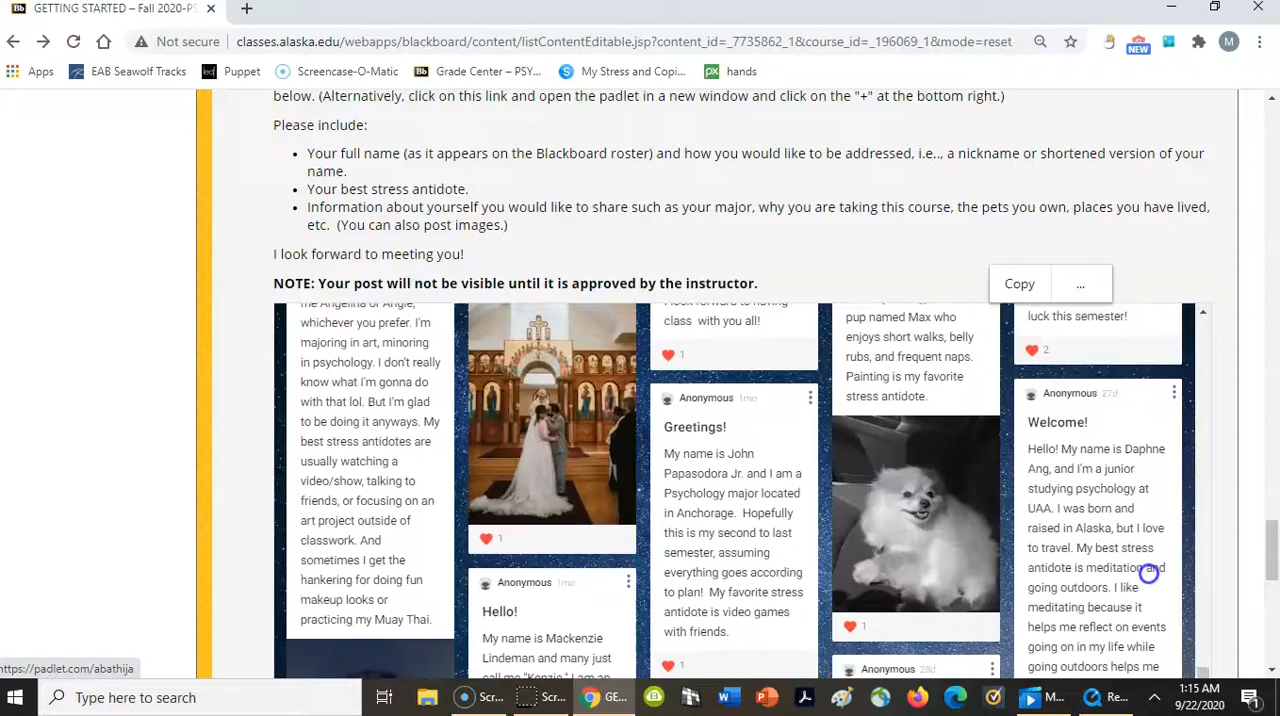 GETTING STARTED – Fall 2020-PS
Not secure
classes.alaska.edu/webapps/blackboard/content/listContentEditable.jsp?content_id=_7735862_1&course_id=_196069_1&mode=reset
NEW
M
Apps
EAB Seawolf Tracks
Puppet
Screencase-O-Matic
Bb
Grade Center – PSY...
My Stress and Copi...
px
hands
below. (Alternatively, click on this link and open the padlet in a new window and click on the "+" at the bottom right.)
Please include:
• Your full name (as it appears on the Blackboard roster) and how you would like to be addressed, i.e.., a nickname or shortened version of your
name.
• Your best stress antidote.
• Information about yourself you would like to share such as your major, why you are taking this course, the pets you own, places you have lived,
etc. (You can also post images.)
I look forward to meeting you!
NOTE: Your post will not be visible until it is approved by the instructor.
Copy
...
me Angelina or Angie,
whichever you prefer. I'm
majoring in art, minoring
in psychology. I don't really
know what I'm gonna do
with that lol. But I'm glad
to be doing it anyways. My
best stress antidotes are
usually watching a
video/show, talking to
friends, or focusing on an
art project outside of
classwork. And
sometimes I get the
hankering for doing fun
makeup looks or
practicing my Muay Thai.
1
Anonymous 1mo
Hello!
My name is Mackenzie
Lindeman and many just
call me "Kenzie." I am an
I look forward to having
class with you all!
1
Anonymous 1mo
Greetings!
My name is John
Papasodora Jr. and I am a
Psychology major located
in Anchorage. Hopefully
this is my second to last
semester, assuming
everything goes according
to plan! My favorite stress
antidote is video games
with friends.
1
pup named Max who
enjoys short walks, belly
rubs, and frequent naps.
Painting is my favorite
stress antidote.
1
Anonymous 28d
luck this semester!
2
Anonymous 27d
Welcome!
Hello! My name is Daphne
Ang, and I'm a junior
studying psychology at
UAA. I was born and
raised in Alaska, but I love
to travel. My best stress
antidote is meditation and
going outdoors. I like
meditating because it
helps me reflect on events
going on in my life while
going outdoors helps me
https://padlet.com/abathija
Type here to search
Scr...
Scr...
GE...
M...
Re...
1:15 AM
9/22/2020
1